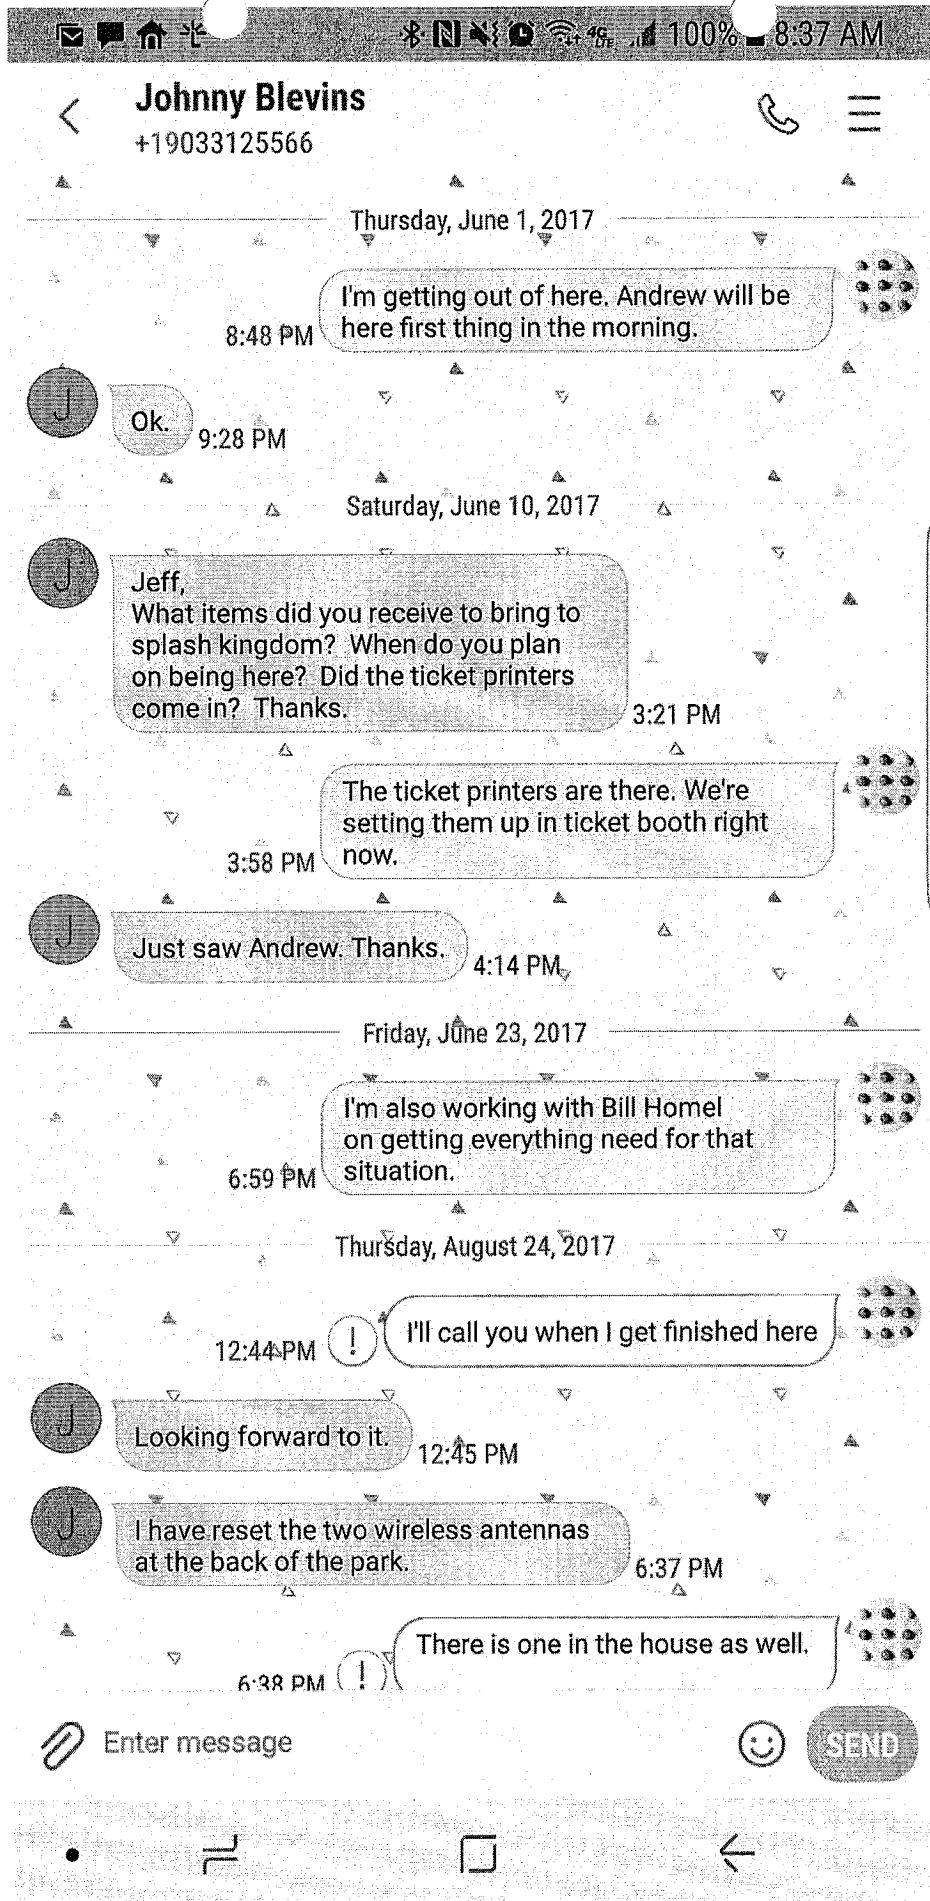 100% 8:37 AM
Johnny Blevins
+19033125566
Thursday, June 1, 2017
I'm getting out of here. Andrew will be
here first thing in the morning.
8:48 PM
J
Ok.
9:28 PM
Saturday, June 10, 2017
J
Jeff,
What items did you receive to bring to
splash kingdom? When do you plan
on being here? Did the ticket printers
come in? Thanks.
3:21 PM
The ticket printers are there. We're
setting them up in ticket booth right
now.
3:58 PM
J
Just saw Andrew. Thanks.
4:14 PM
Friday, June 23, 2017
I'm also working with Bill Homel
on getting everything need for that
situation.
6:59 PM
Thursday, August 24, 2017
I'll call you when I get finished here
12:44 PM !
J
Looking forward to it.
12:45 PM
J
I have reset the two wireless antennas
at the back of the park.
6:37 PM
There is one in the house as well.
6:38 PM !
Enter message
SEND